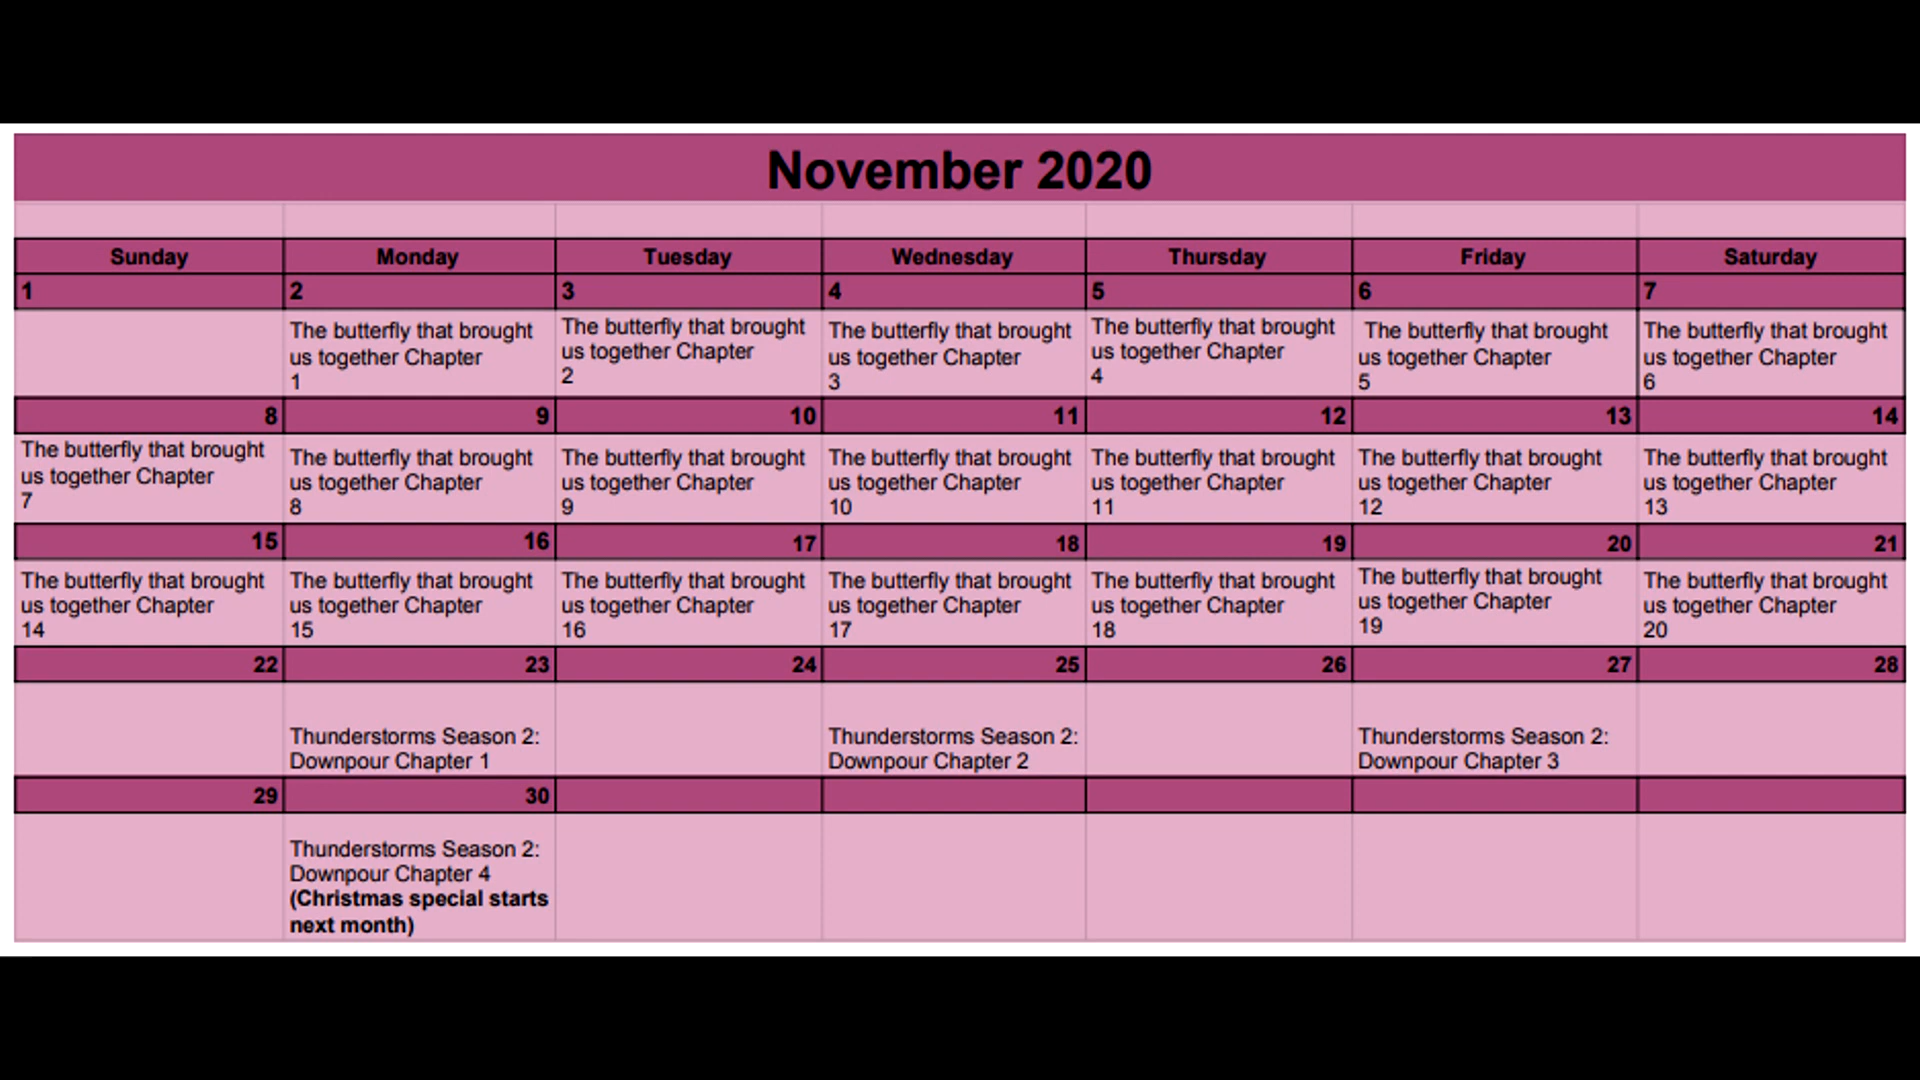 November 2020
Sunday Monday Tuesday Wednesday Thursday Friday Saturday
1 2 3 4 5 6 7
The butterfly that brought
us together Chapter
1
The butterfly that brought
us together Chapter
2
The butterfly that brought
us together Chapter
3
The butterfly that brought
us together Chapter
4
The butterfly that brought
us together Chapter
5
The butterfly that brought
us together Chapter
6
8 9 10 11 12 13 14
The butterfly that brought
us together Chapter
7
The butterfly that brought
us together Chapter
8
The butterfly that brought
us together Chapter
9
The butterfly that brought
us together Chapter
10
The butterfly that brought
us together Chapter
11
The butterfly that brought
us together Chapter
12
The butterfly that brought
us together Chapter
13
15 16 17 18 19 20 21
The butterfly that brought
us together Chapter
14
The butterfly that brought
us together Chapter
15
The butterfly that brought
us together Chapter
16
The butterfly that brought
us together Chapter
17
The butterfly that brought
us together Chapter
18
The butterfly that brought
us together Chapter
19
The butterfly that brought
us together Chapter
20
22 23 24 25 26 27 28
Thunderstorms Season 2:
Downpour Chapter 1
Thunderstorms Season 2:
Downpour Chapter 2
Thunderstorms Season 2:
Downpour Chapter 3
29 30
Thunderstorms Season 2:
Downpour Chapter 4
(Christmas special starts
next month)